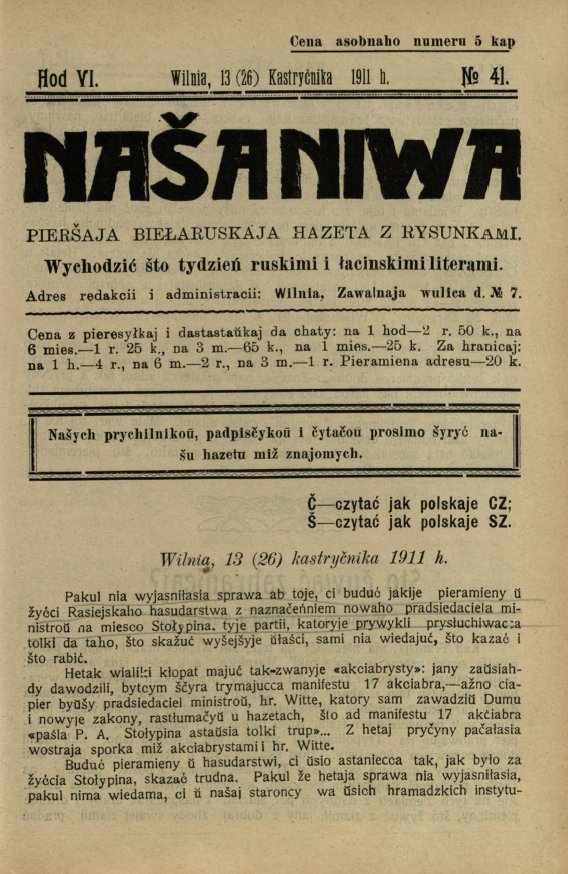 Cena asobnaho numeru 5 kap
Hod VI. Wilnia, 13 (26) Kastryčnika 1911 h. № 41.
NAŠA NIWA
PIERŠAJA BIEŁARUSKAJA HAZETA Z RYSUNKAMI.
Wychodzić što tydzień ruskimi i łacinskimi literami.
Adres redakcii i administracii: Wilnia, Zawalnaja wulica d. № 7.
Cena z pieresyłkaj i dastastaŭkaj da chaty: na 1 hod—2 r. 50 k., na
6 mies.—1 r. 25 k., na 3 m.—65 k., na 1 mies.—25 k. Za hranicaj:
na 1 h.—4 r., na 6 m.—2 r., na 3 m.—1 r. Pieramiena adresu—20 k.
Našych prychilnikoŭ, padpisčykoŭ i čytačoŭ prosimo šyryć na-
šu hazetu miž znajomych.
Č—czytać jak polskaje CZ;
Š—czytać jak polskaje SZ.
Wilnia, 13 (26) kastryčnika 1911 h.
Pakul nia wyjasniłasia sprawa ab toje, ci buduć jakije pieramieny ŭ
žyćci Rasiejskaho hasudarstwa z naznačeńniem nowaho pradsiedaciela mi-
nistroŭ na miesco Stołypina, tyje partii, katoryje prywykli prysłuchiwacca
tolki da taho, što skažuć wyšejšyje ŭłaści, sami nia wiedajuć, što kazać i
što rabić.
Hetak wialiki kłopat majuć tak-zwanyje «akciabrysty»: jany zaŭsiah-
dy dawodzili, bytcym ščyra trymajucca manifestu 17 akciabra,—ažno cia-
pier byŭšy pradsiedaciel ministroŭ, hr. Witte, katory sam zawadziŭ Dumu
i nowyje zakony, rastłumačyŭ u hazetach, što ad manifestu 17 akciabra
«paśla P. A. Stołypina astaŭsia tolki trup»... Z hetaj pryčyny pačałasia
wostraja sporka miž akciabrystami i hr. Witte.
Buduć pieramieny ŭ hasudarstwi, ci ŭsio astaniecca tak, jak było za
žyćcia Stołypina, skazać trudna. Pakul že hetaja sprawa nia wyjasniłasia,
pakul nima wiedama, ci ŭ našaj staroncy wa ŭsich hramadzkich instytu-